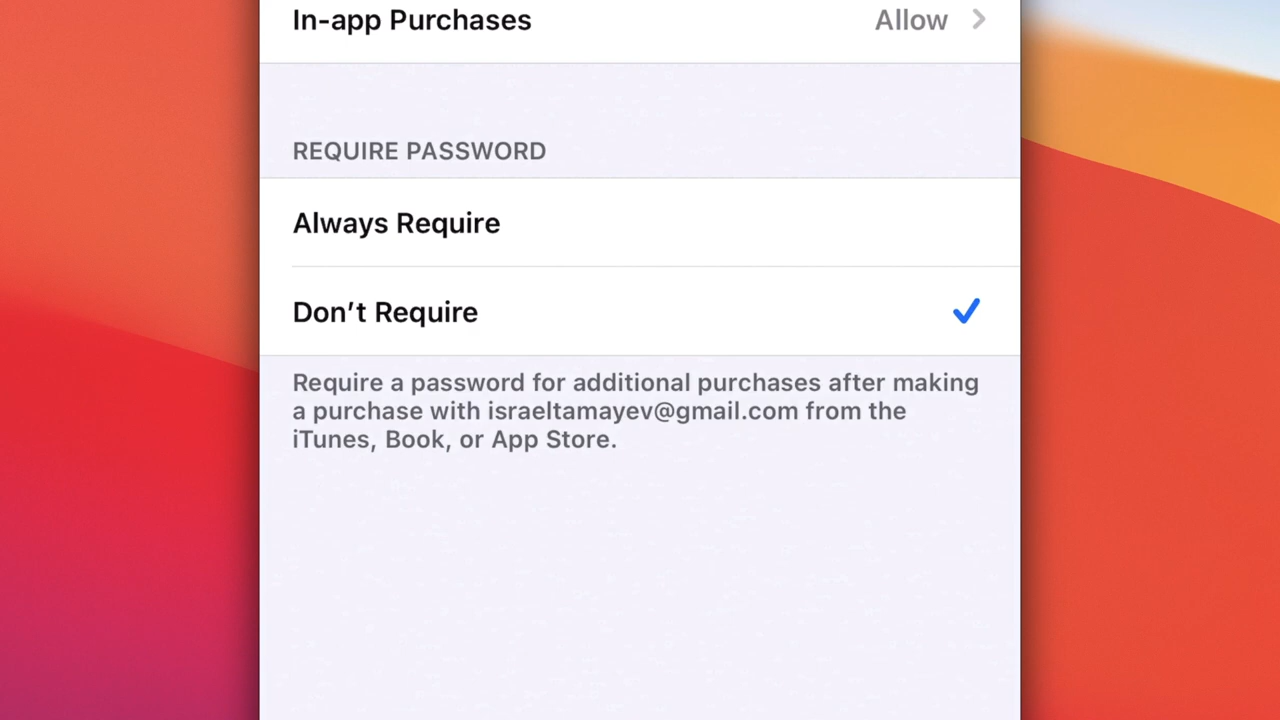 In-app Purchases Allow
REQUIRE PASSWORD
Always Require
Don’t Require
Require a password for additional purchases after making
a purchase with israeltamayev@gmail.com from the
iTunes, Book, or App Store.